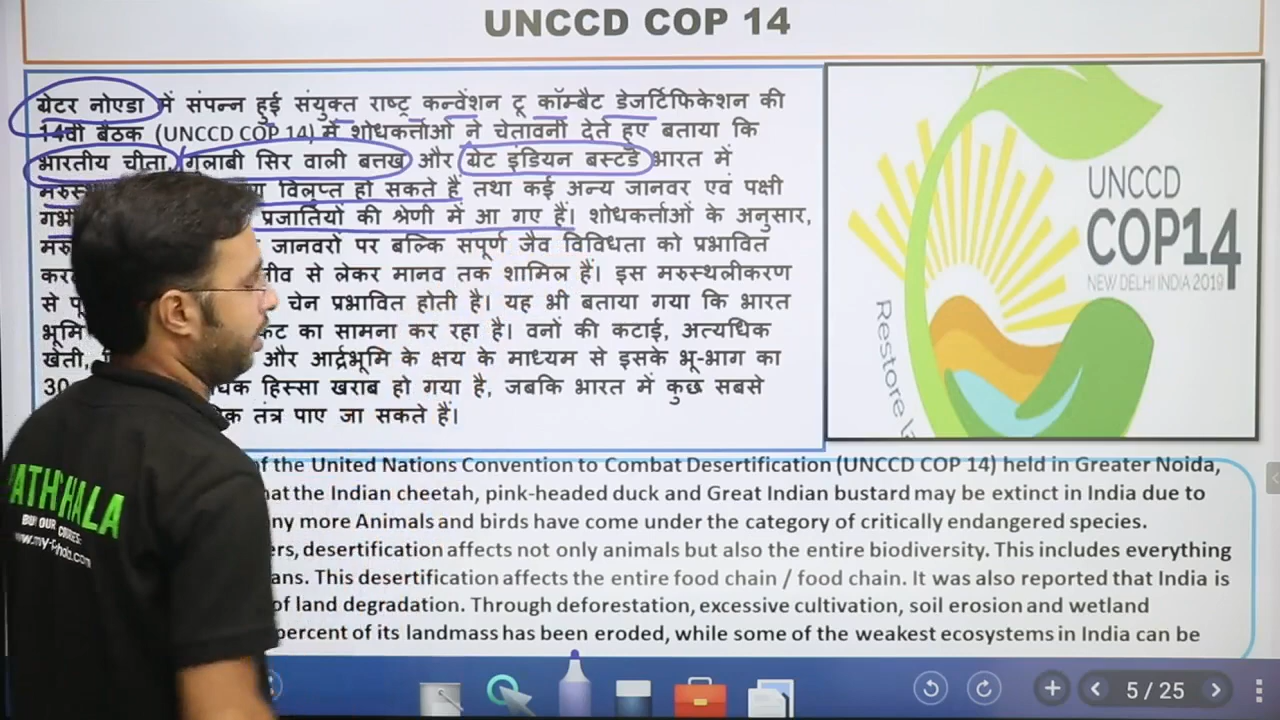 UNCCD COP 14
ग्रेटर नोएडा में संपन्न हुई संयुक्त राष्ट्र कन्वेंशन टू कॉम्बैट डेजर्टिफिकेशन की
14वी बैठक (UNCCD COP 14) में शोधकर्ताओं ने चेतावनी देते हुए बताया कि
भारतीय चीता, गुलाबी सिर वाली बत्तख और ग्रेट इंडियन बस्टर्ड भारत में
विलुप्त हो सकते हैं तथा कई अन्य जानवर एवं पक्षी
प्रजातियों की श्रेणी में आ गए हैं। शोधकर्त्ताओं के अनुसार,
जानवरों पर बल्कि संपूर्ण जैव विविधता को प्रभावित
से लेकर मानव तक शामिल हैं। इस मरुस्थलीकरण
से चेन प्रभावित होती है। यह भी बताया गया कि भारत
भूमि का सामना कर रहा है। वनों की कटाई, अत्यधिक
खेती, और आर्द्रभूमि के क्षय के माध्यम से इसके भू-भाग का
30 हिस्सा खराब हो गया है, जबकि भारत में कुछ सबसे
तंत्र पाए जा सकते हैं।
UNCCD
COP14
NEW DELHI INDIA 2019
Restore
of the United Nations Convention to Combat Desertification (UNCCD COP 14) held in Greater Noida,
that the Indian cheetah, pink-headed duck and Great Indian bustard may be extinct in India due to
more Animals and birds have come under the category of critically endangered species.
desertification affects not only animals but also the entire biodiversity. This includes everything
This desertification affects the entire food chain / food chain. It was also reported that India is
of land degradation. Through deforestation, excessive cultivation, soil erosion and wetland
percent of its landmass has been eroded, while some of the weakest ecosystems in India can be
BUY OUR COURSES:
5 / 25